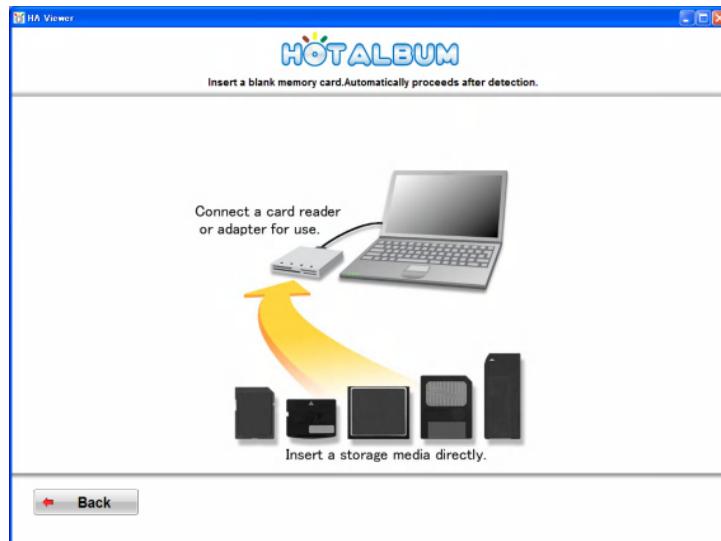 HA Viewer
HOTALBUM
Insert a blank memory card.Automatically proceeds after detection.
Connect a card reader
or adapter for use.
Insert a storage media directly.
Back